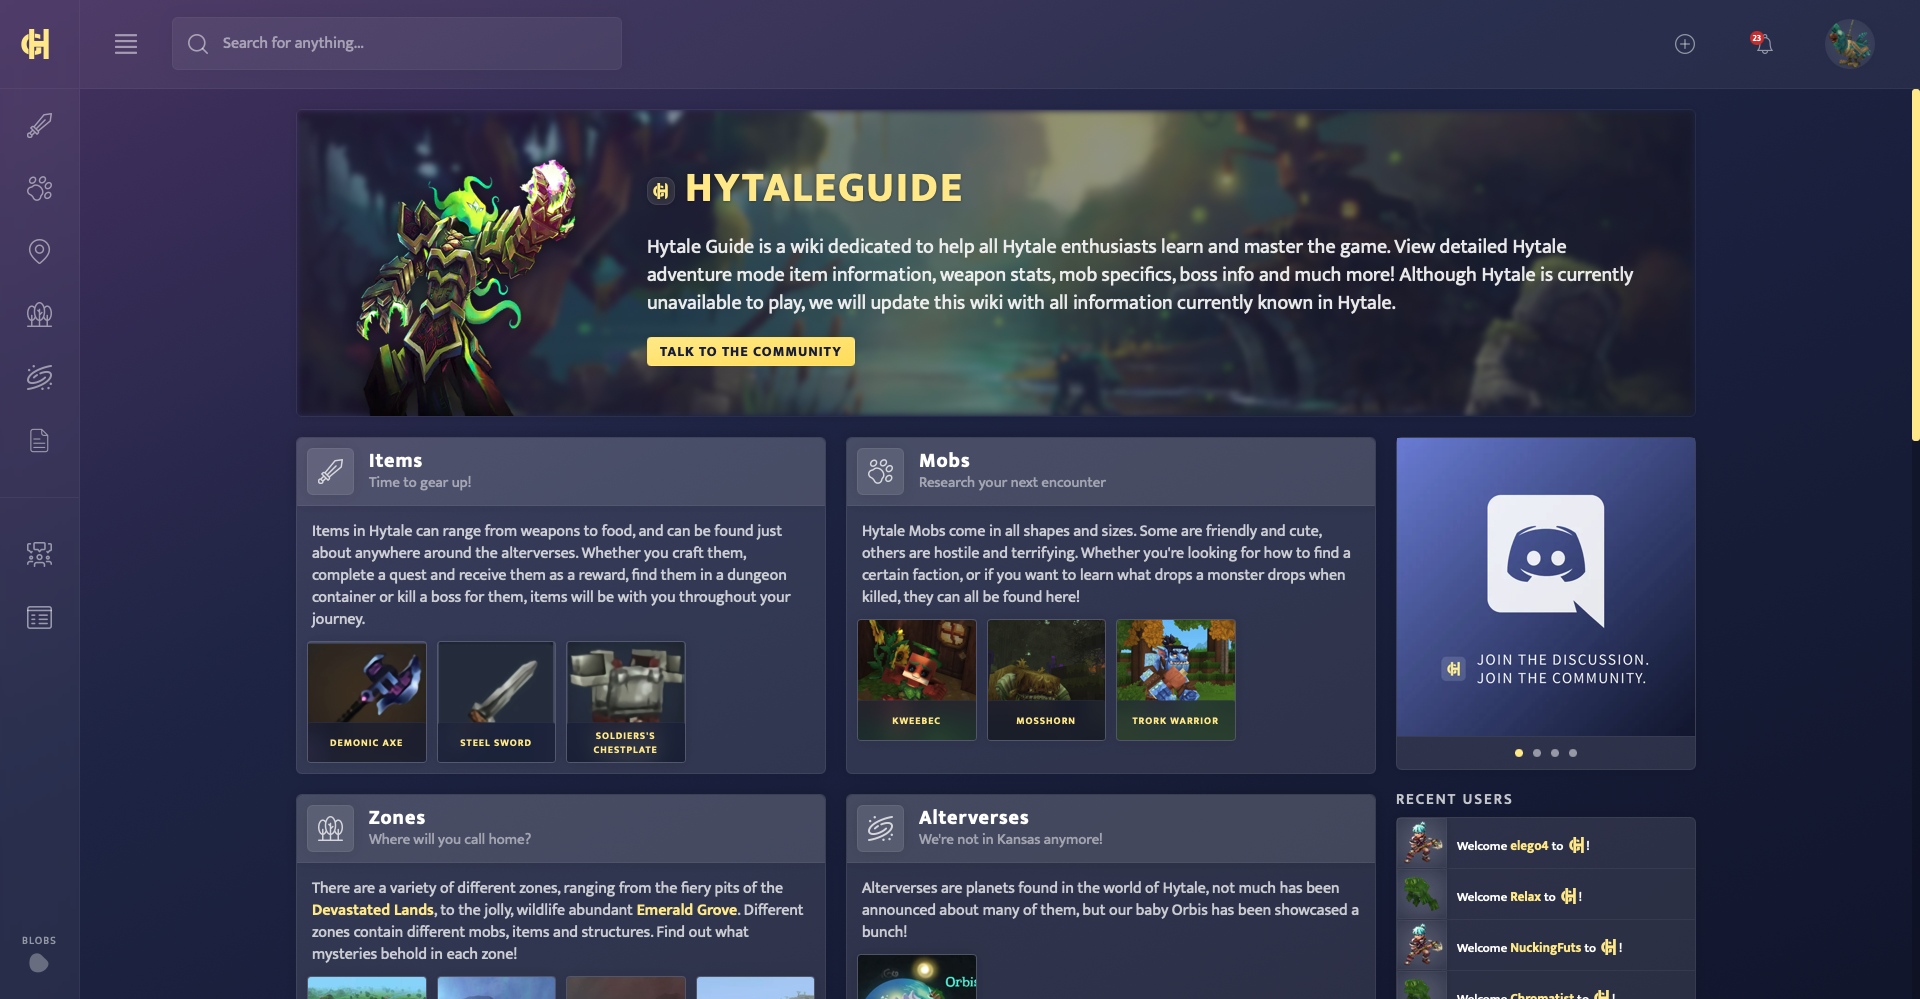 Search for anything...
23
HYTALEGUIDE
Hytale Guide is a wiki dedicated to help all Hytale enthusiasts learn and master the game. View detailed Hytale
adventure mode item information, weapon stats, mob specifics, boss info and much more! Although Hytale is currently
unavailable to play, we will update this wiki with all information currently known in Hytale.
TALK TO THE COMMUNITY
Items
Time to gear up!
Items in Hytale can range from weapons to food, and can be found just
about anywhere around the alterverses. Whether you craft them,
complete a quest and receive them as a reward, find them in a dungeon
container or kill a boss for them, items will be with you throughout your
journey.
DEMONIC AXE
STEEL SWORD
SOLDIERS'S
CHESTPLATE
Mobs
Research your next encounter
Hytale Mobs come in all shapes and sizes. Some are friendly and cute,
others are hostile and terrifying. Whether you're looking for how to find a
certain faction, or if you want to learn what drops a monster drops when
killed, they can all be found here!
KWEEBEC
MOSSHORN
TRORK WARRIOR
JOIN THE DISCUSSION.
JOIN THE COMMUNITY.
Zones
Where will you call home?
There are a variety of different zones, ranging from the fiery pits of the
Devastated Lands, to the jolly, wildlife abundant Emerald Grove. Different
zones contain different mobs, items and structures. Find out what
mysteries behold in each zone!
Alterverses
We're not in Kansas anymore!
Alterverses are planets found in the world of Hytale, not much has been
announced about many of them, but our baby Orbis has been showcased a
bunch!
Orbis
RECENT USERS
Welcome elego4 to !
Welcome Relax to !
Welcome NuckingFuts to !
Welcome Chromatist to !
BLOBS